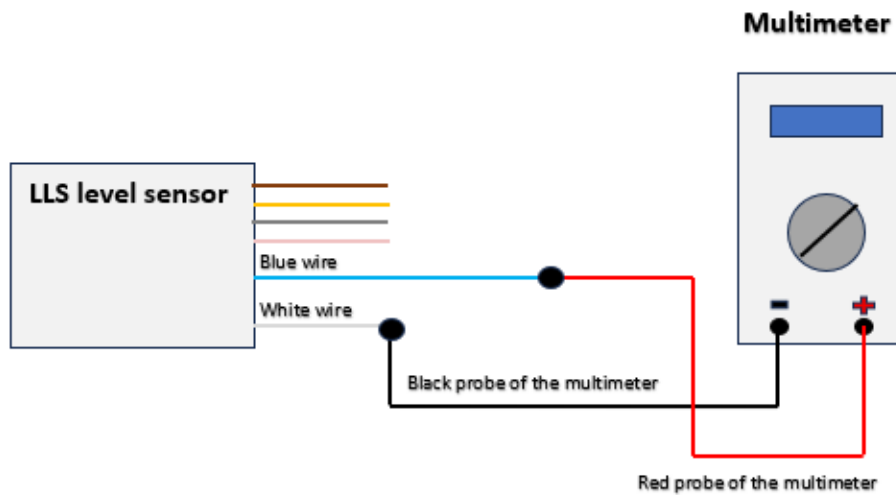 Multimeter
LLS level sensor
Blue wire
White wire
- +
Black probe of the multimeter
Red probe of the multimeter